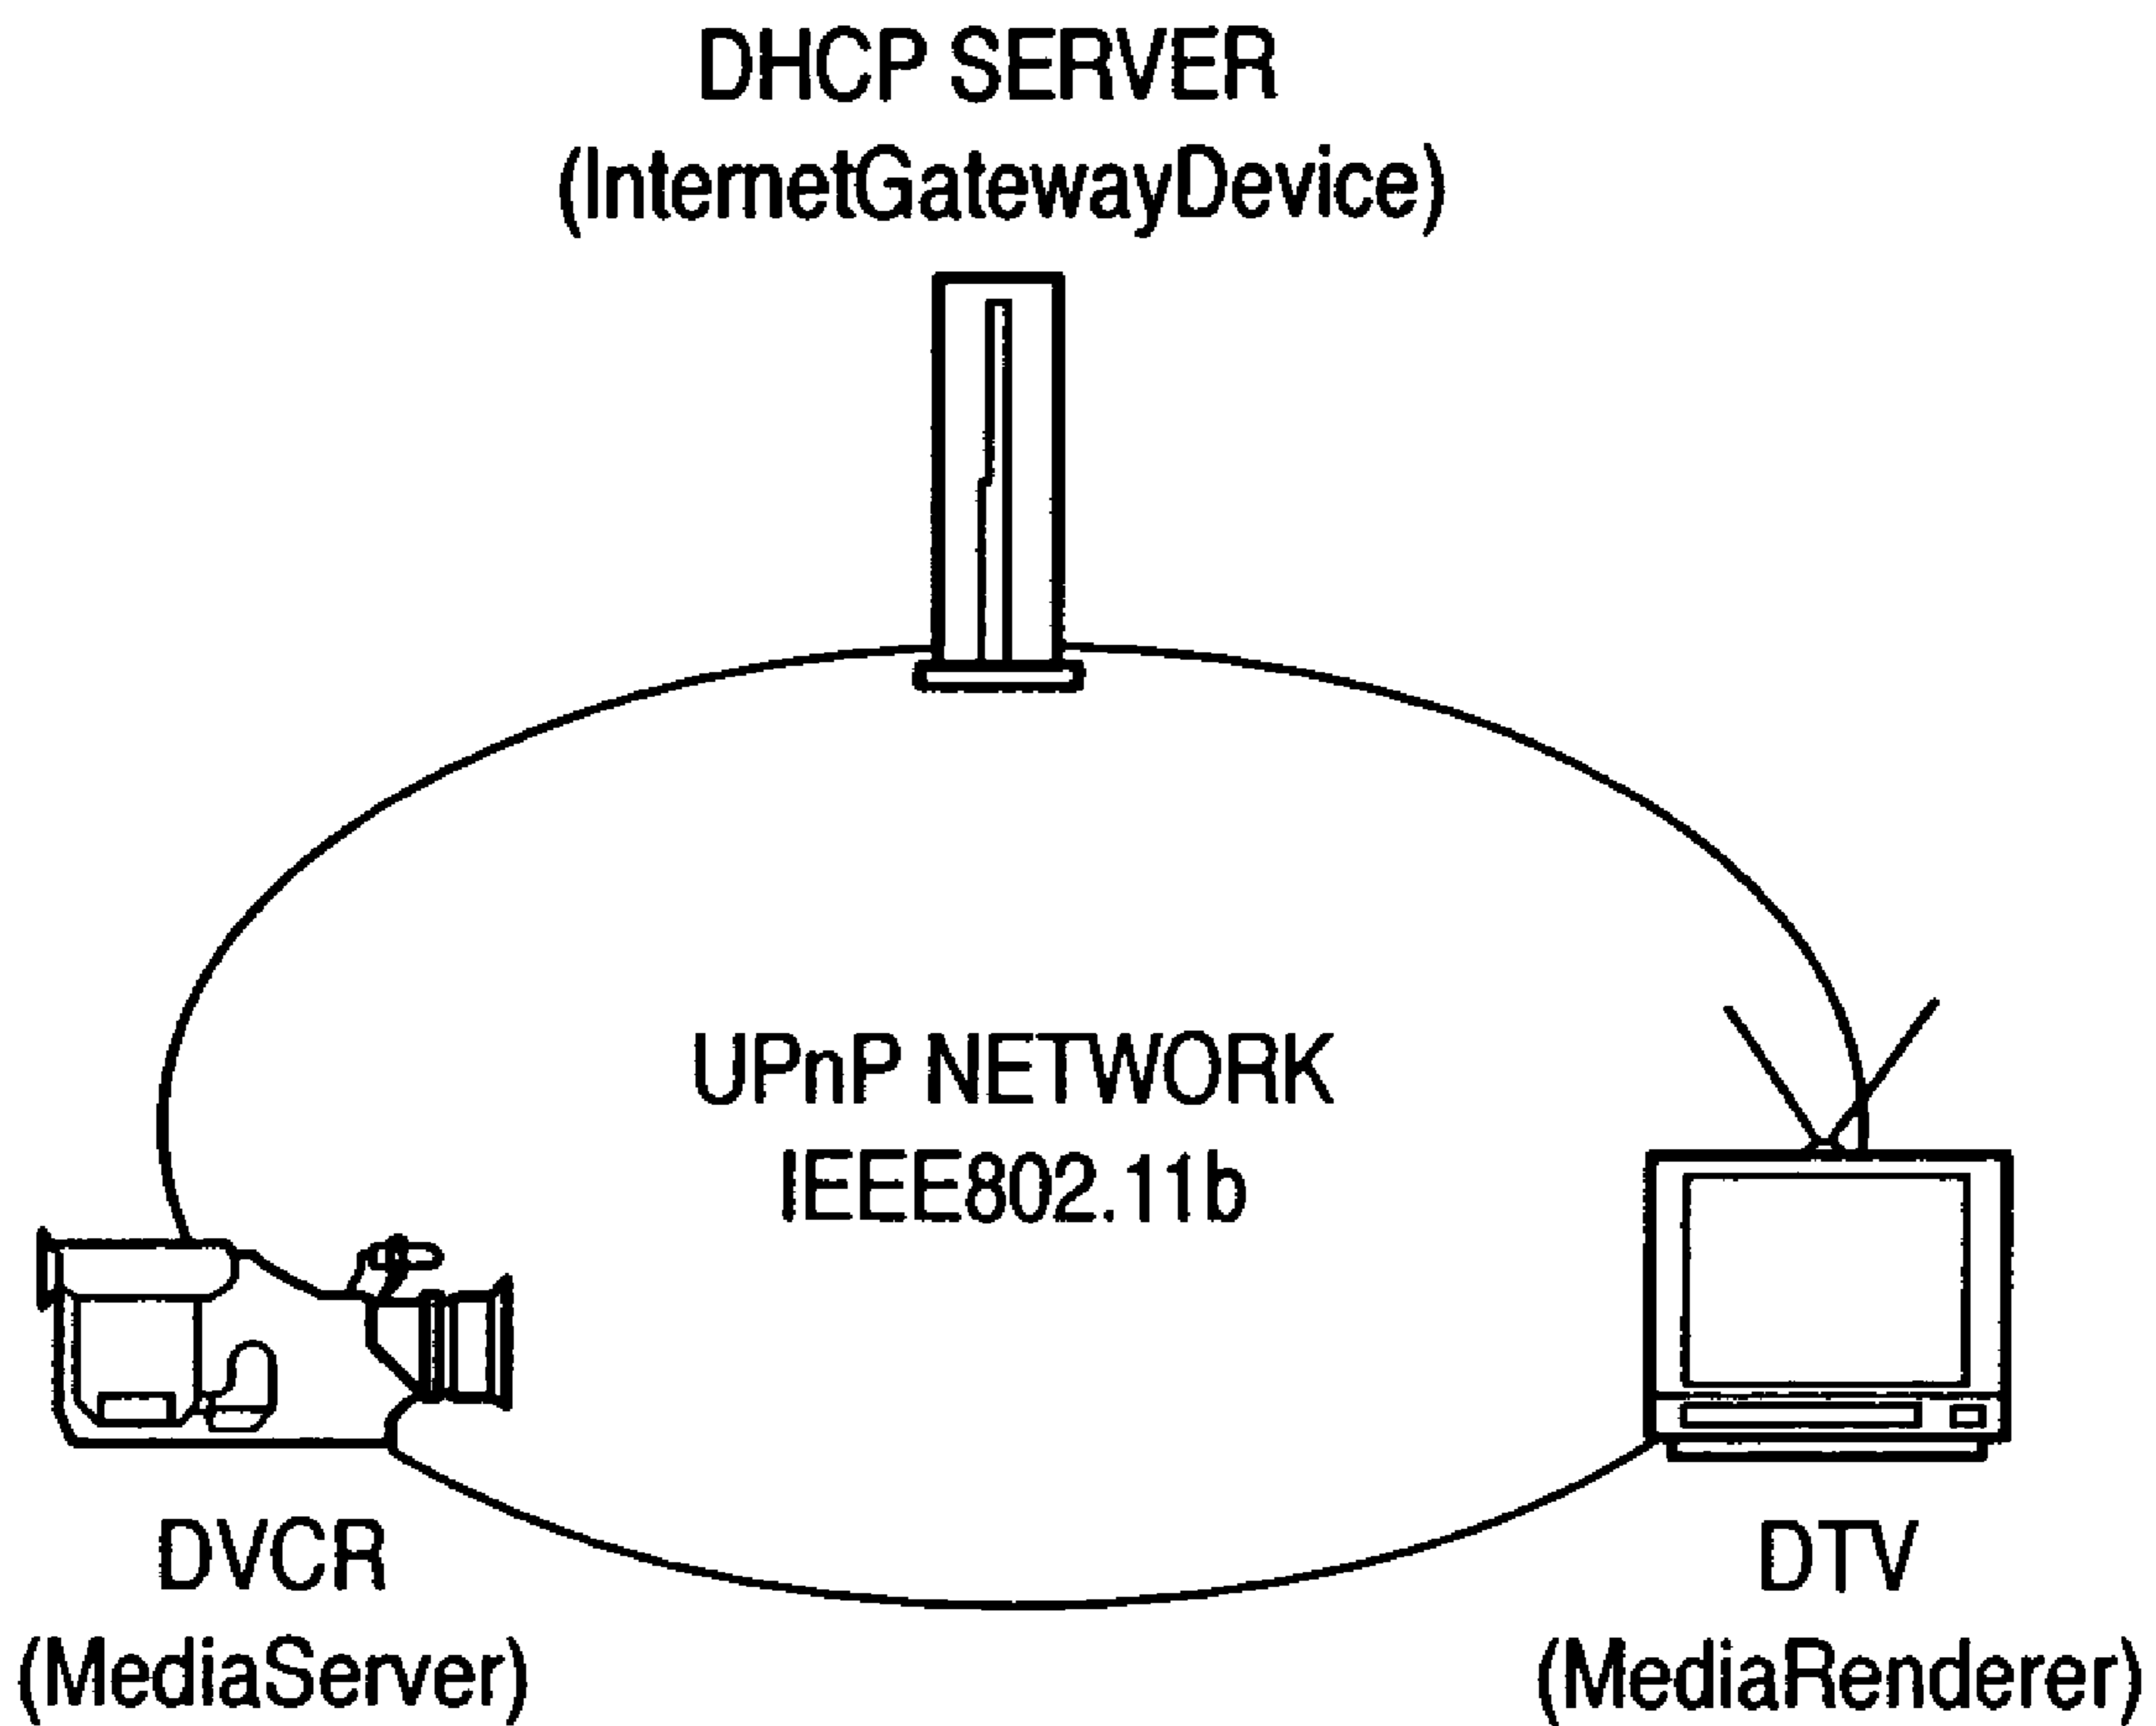 DHCP SERVER
(InternetGatewayDevice)
UPnP NETWORK
IEEE802.11b
DVCR
(MediaServer)
DTV
(MediaRenderer)